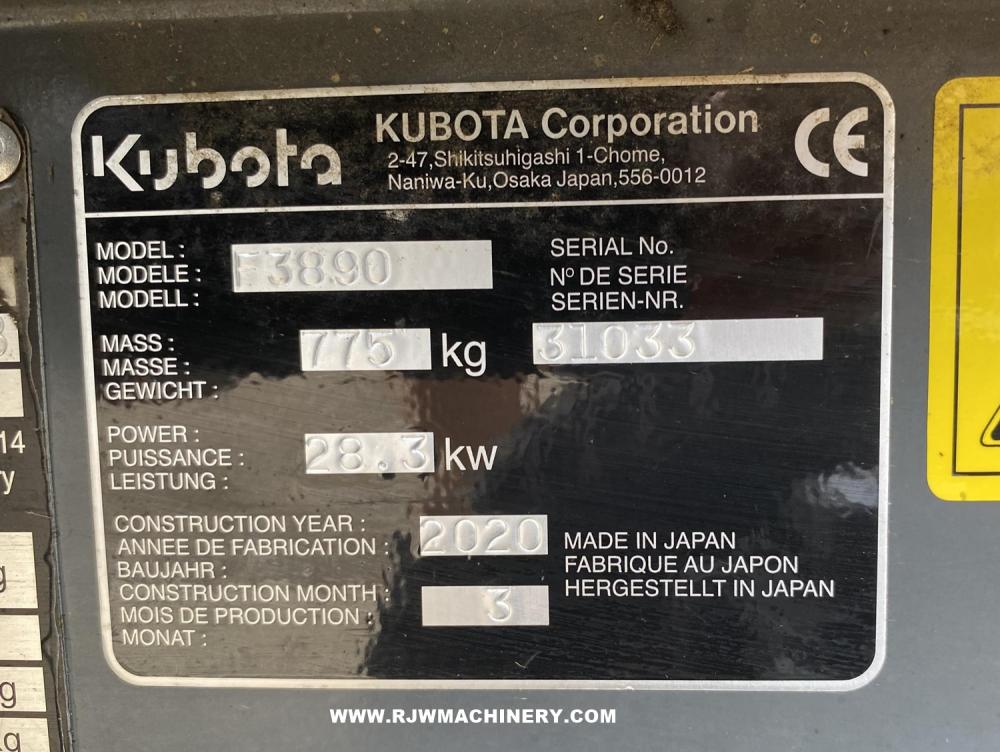 Kubota
KUBOTA Corporation
2-47,Shikitsuhigashi 1-Chome,
Naniwa-Ku,Osaka Japan,556-0012
CE
MODEL :
MODELE :
MODELL :
F3890
SERIAL No.
Nº DE SERIE
SERIEN-NR.
31033
MASS :
MASSE :
GEWICHT :
775 kg
POWER :
PUISSANCE :
LEISTUNG :
28.3 kw
CONSTRUCTION YEAR :
ANNEE DE FABRICATION :
BAUJAHR :
2020
CONSTRUCTION MONTH :
MOIS DE PRODUCTION :
MONAT :
3
MADE IN JAPAN
FABRIQUE AU JAPON
HERGESTELLT IN JAPAN
14
WWW.RJWMACHINERY.COM